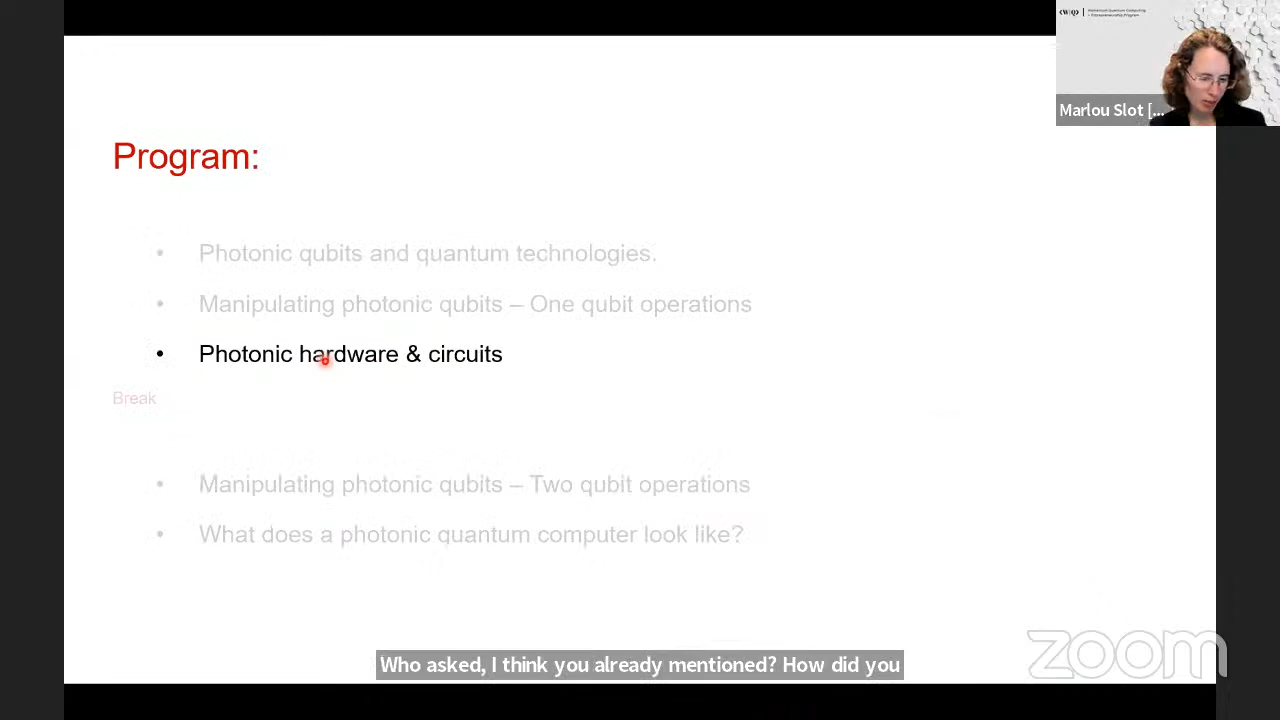 Program:
• Photonic qubits and quantum technologies.
• Manipulating photonic qubits – One qubit operations
• Photonic hardware & circuits
Break
• Manipulating photonic qubits – Two qubit operations
• What does a photonic quantum computer look like?
Marlou Slot [...
Who asked, I think you already mentioned? How did you
zoom